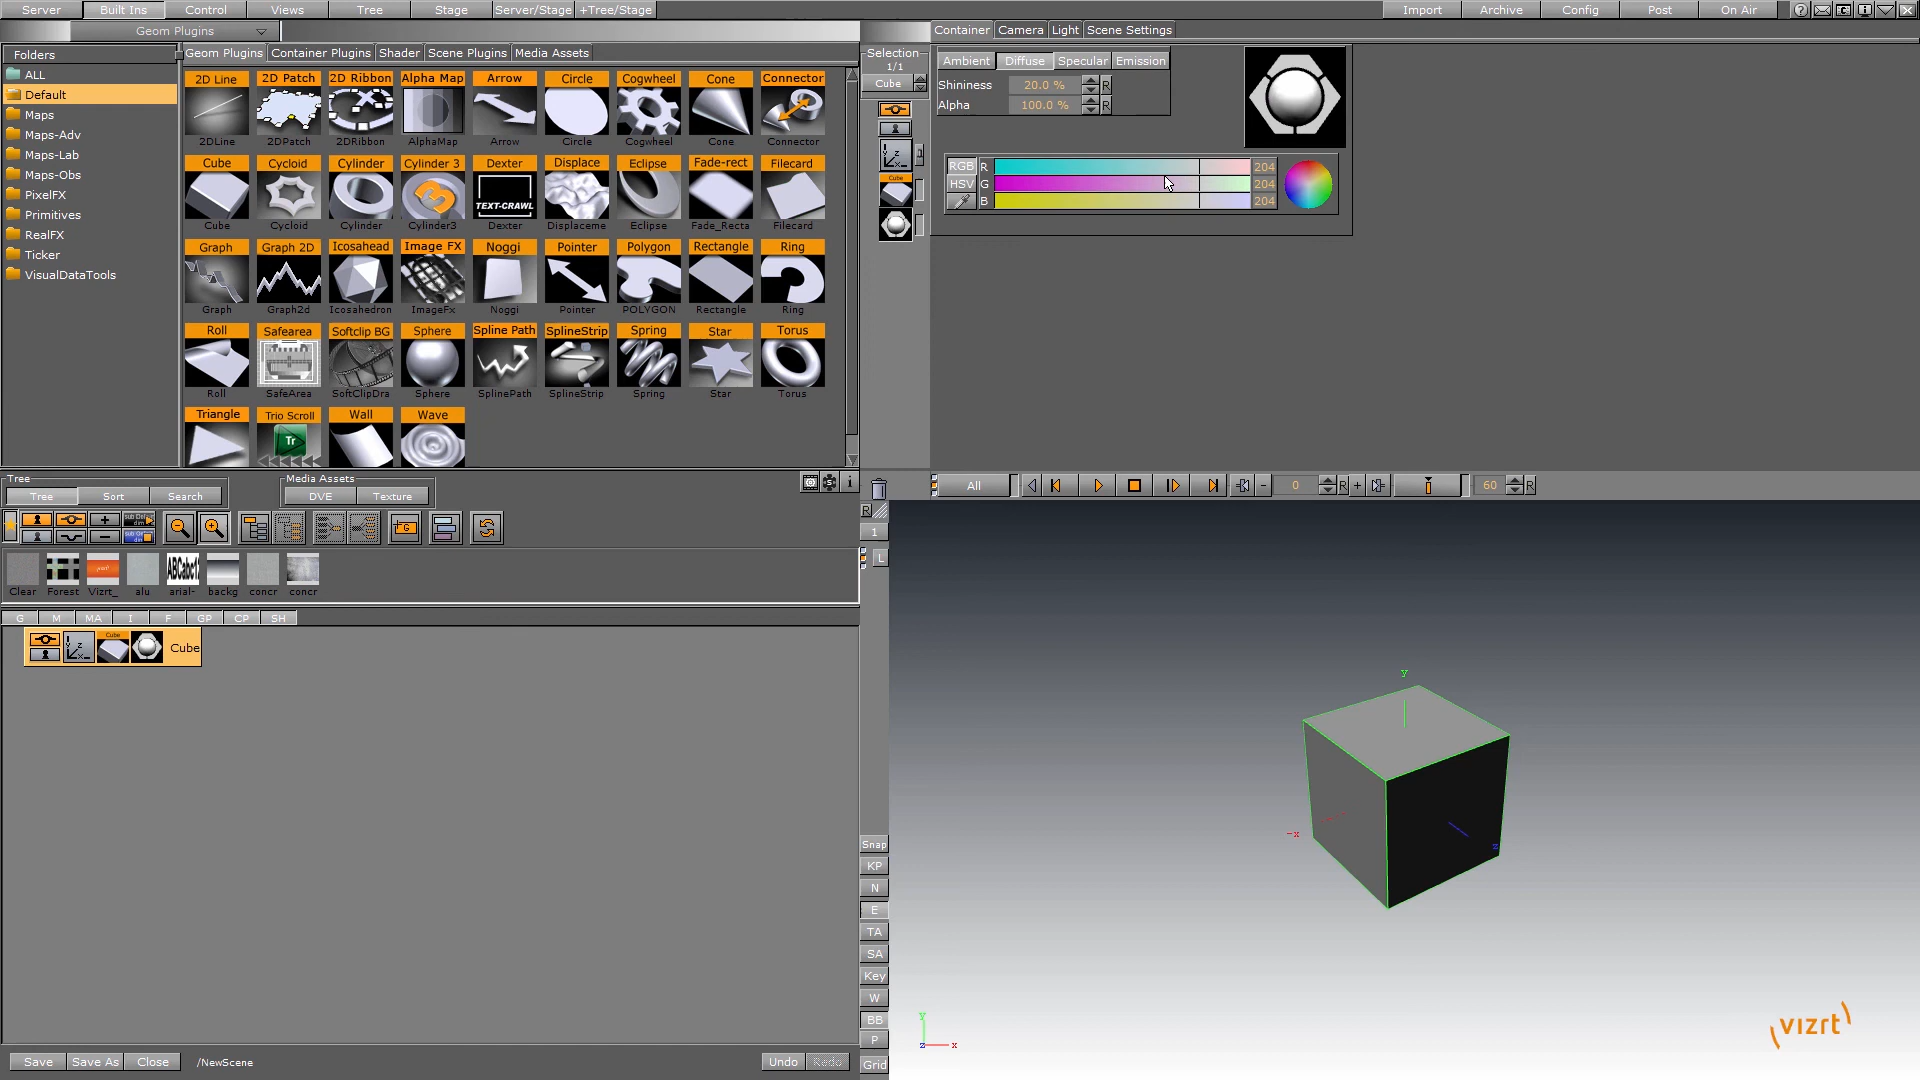 Server Built Ins Control Views Tree Stage Server/Stage +Tree/Stage Import Archive Config Post On Air
Geom Plugins
Container Camera Light Scene Settings
Folders
Geom Plugins Container Plugins Shader Scene Plugins Media Assets
Selection
1/1
Cube
Ambient Diffuse Specular Emission
Shininess 20.0 % R
Alpha 100.0 % R
ALL
Default
Maps
Maps-Adv
Maps-Lab
Maps-Obs
PixelFX
Primitives
RealFX
Ticker
VisualDataTools
2D Line 2D Patch 2D Ribbon Alpha Map Arrow Circle Cogwheel Cone Connector
2DLine 2DPatch 2DRibbon AlphaMap Arrow Circle Cogwheel Cone Connector
Cube Cycloid Cylinder Cylinder 3 Dexter Displace Eclipse Fade-rect Filecard
TEXT-CRAWL
Cube Cycloid Cylinder Cylinder3 Dexter Displaceme Eclipse Fade_Recta Filecard
Graph Graph 2D Icosahead Image FX Noggi Pointer Polygon Rectangle Ring
Graph Graph2d Icosahedron ImageFx Noggi Pointer POLYGON Rectangle Ring
Roll Safearea Softclip BG Sphere Spline Path SplineStrip Spring Star Torus
Roll SafeArea SoftClipDra Sphere SplinePath SplineStrip Spring Star Torus
Triangle Trio Scroll Wall Wave
Tr
RGB R 204
HSV G 204
B 204
Cube
Tree
Tree Sort Search
Media Assets
DVE Texture
All R 60 R
0
R
1
L
Clear Forest Vizrt_ alu arial- backg concr concr
ABCabc1
G M MA I F GP CP SH
Cube Cube
Snap
KP
N
E
TA
SA
Key
W
BB
P
Grid
y
-x
z
y
z x
vizrt
Save Save As Close /NewScene Undo Redo